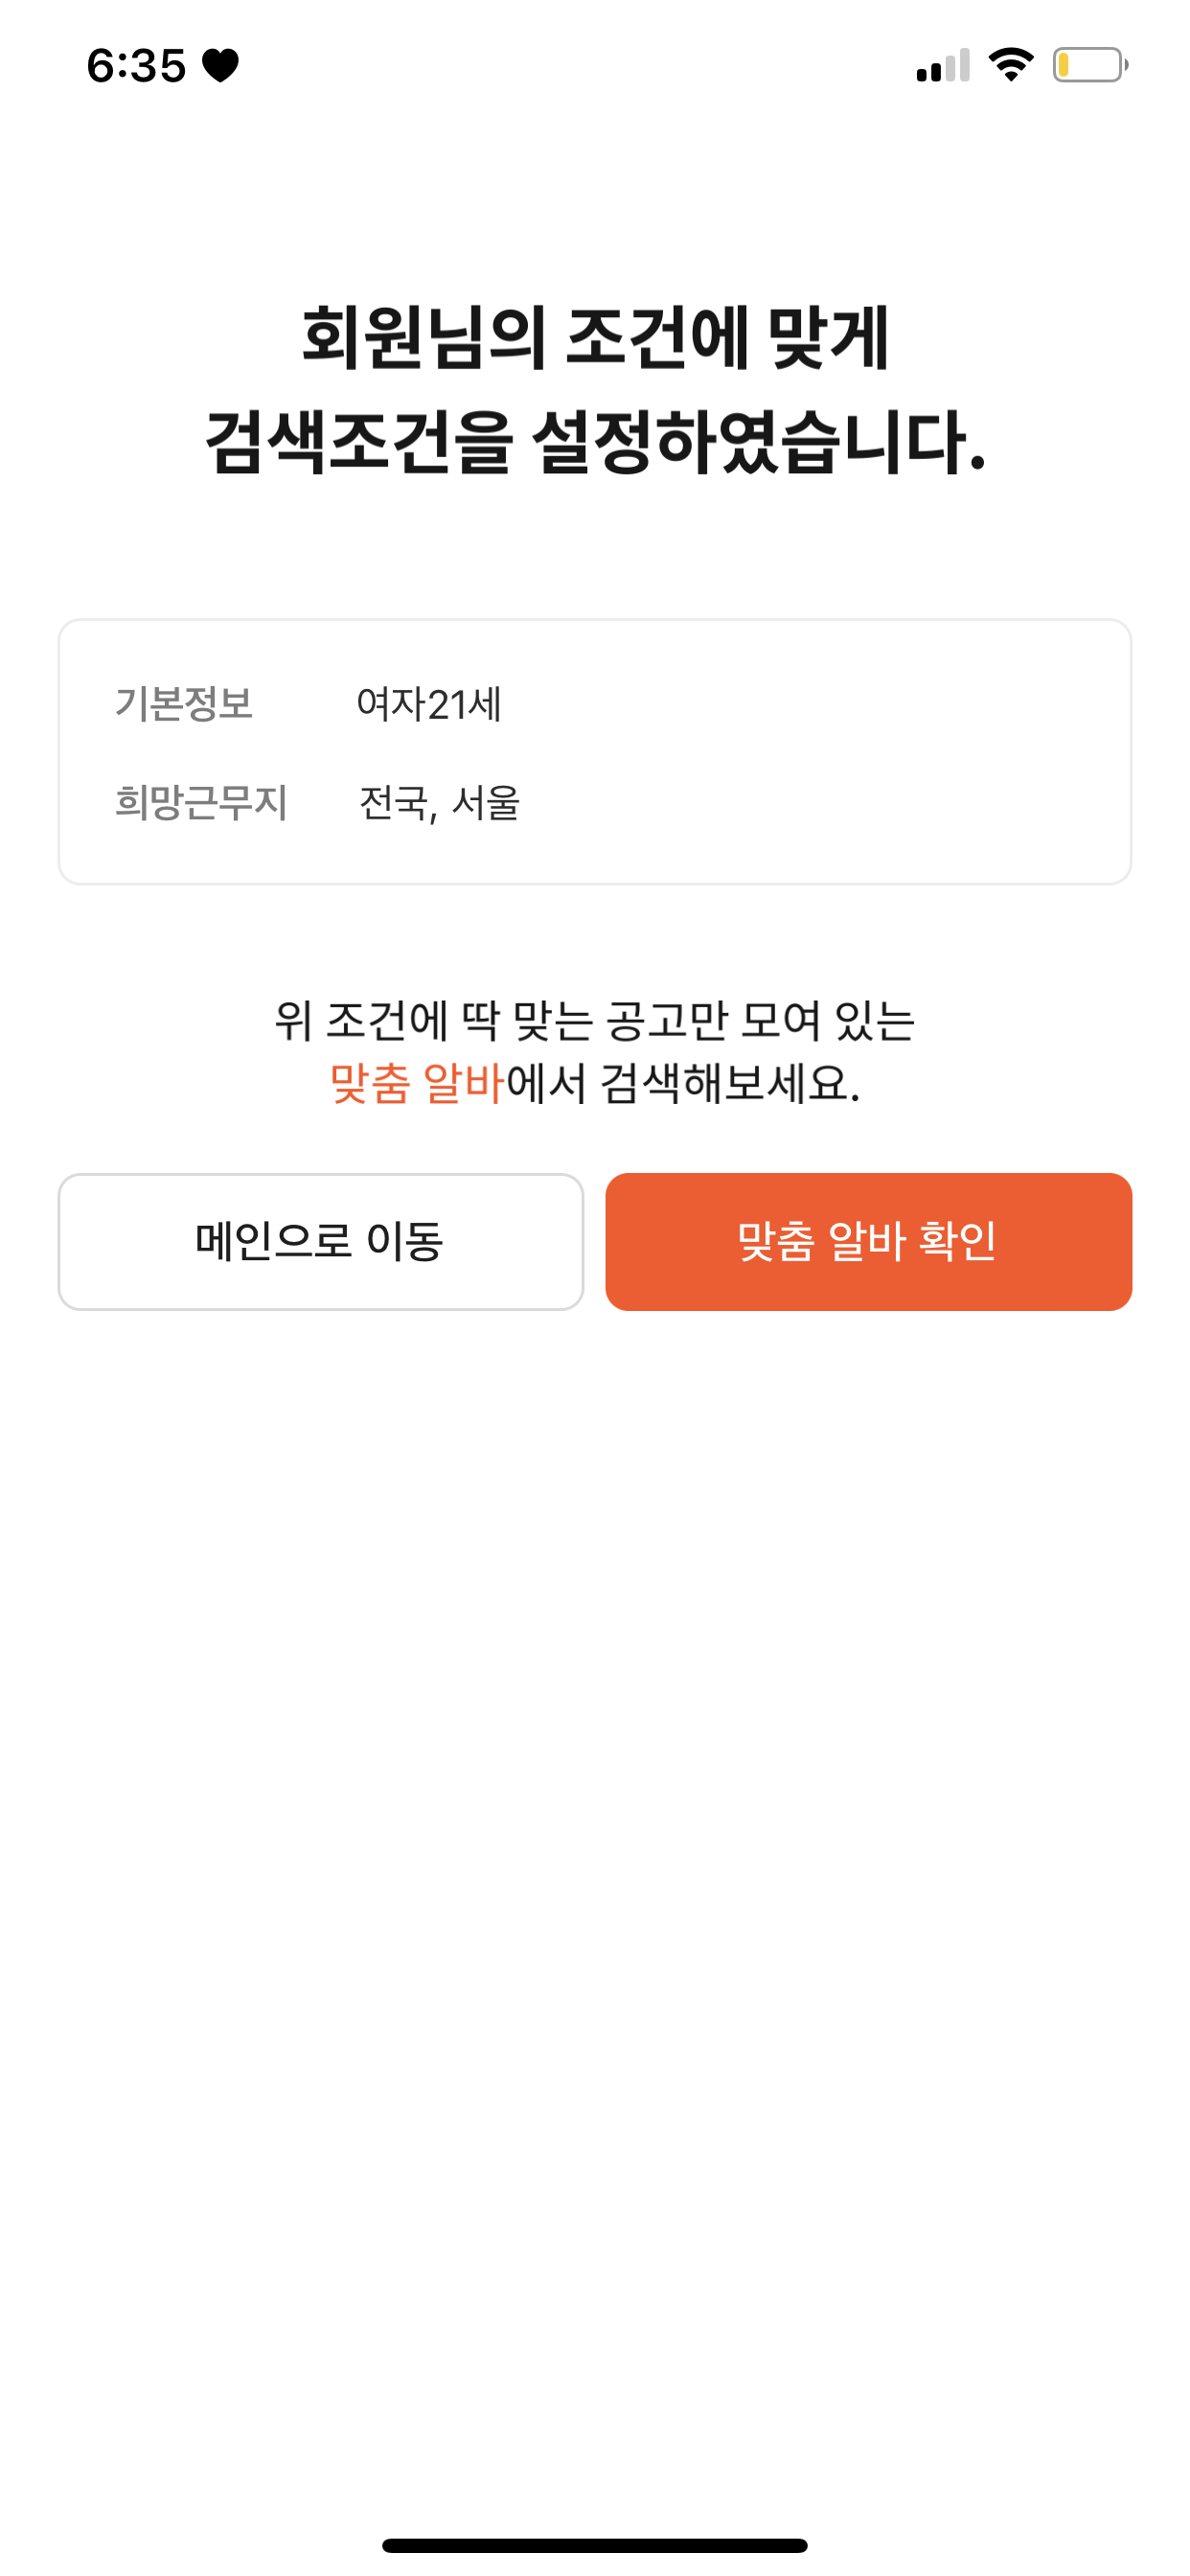 6:35
회원님의 조건에 맞게
검색조건을 설정하였습니다.
기본정보 여자21세
희망근무지 전국, 서울
위 조건에 딱 맞는 공고만 모여 있는
맞춤 알바에서 검색해보세요.
메인으로 이동 맞춤 알바 확인